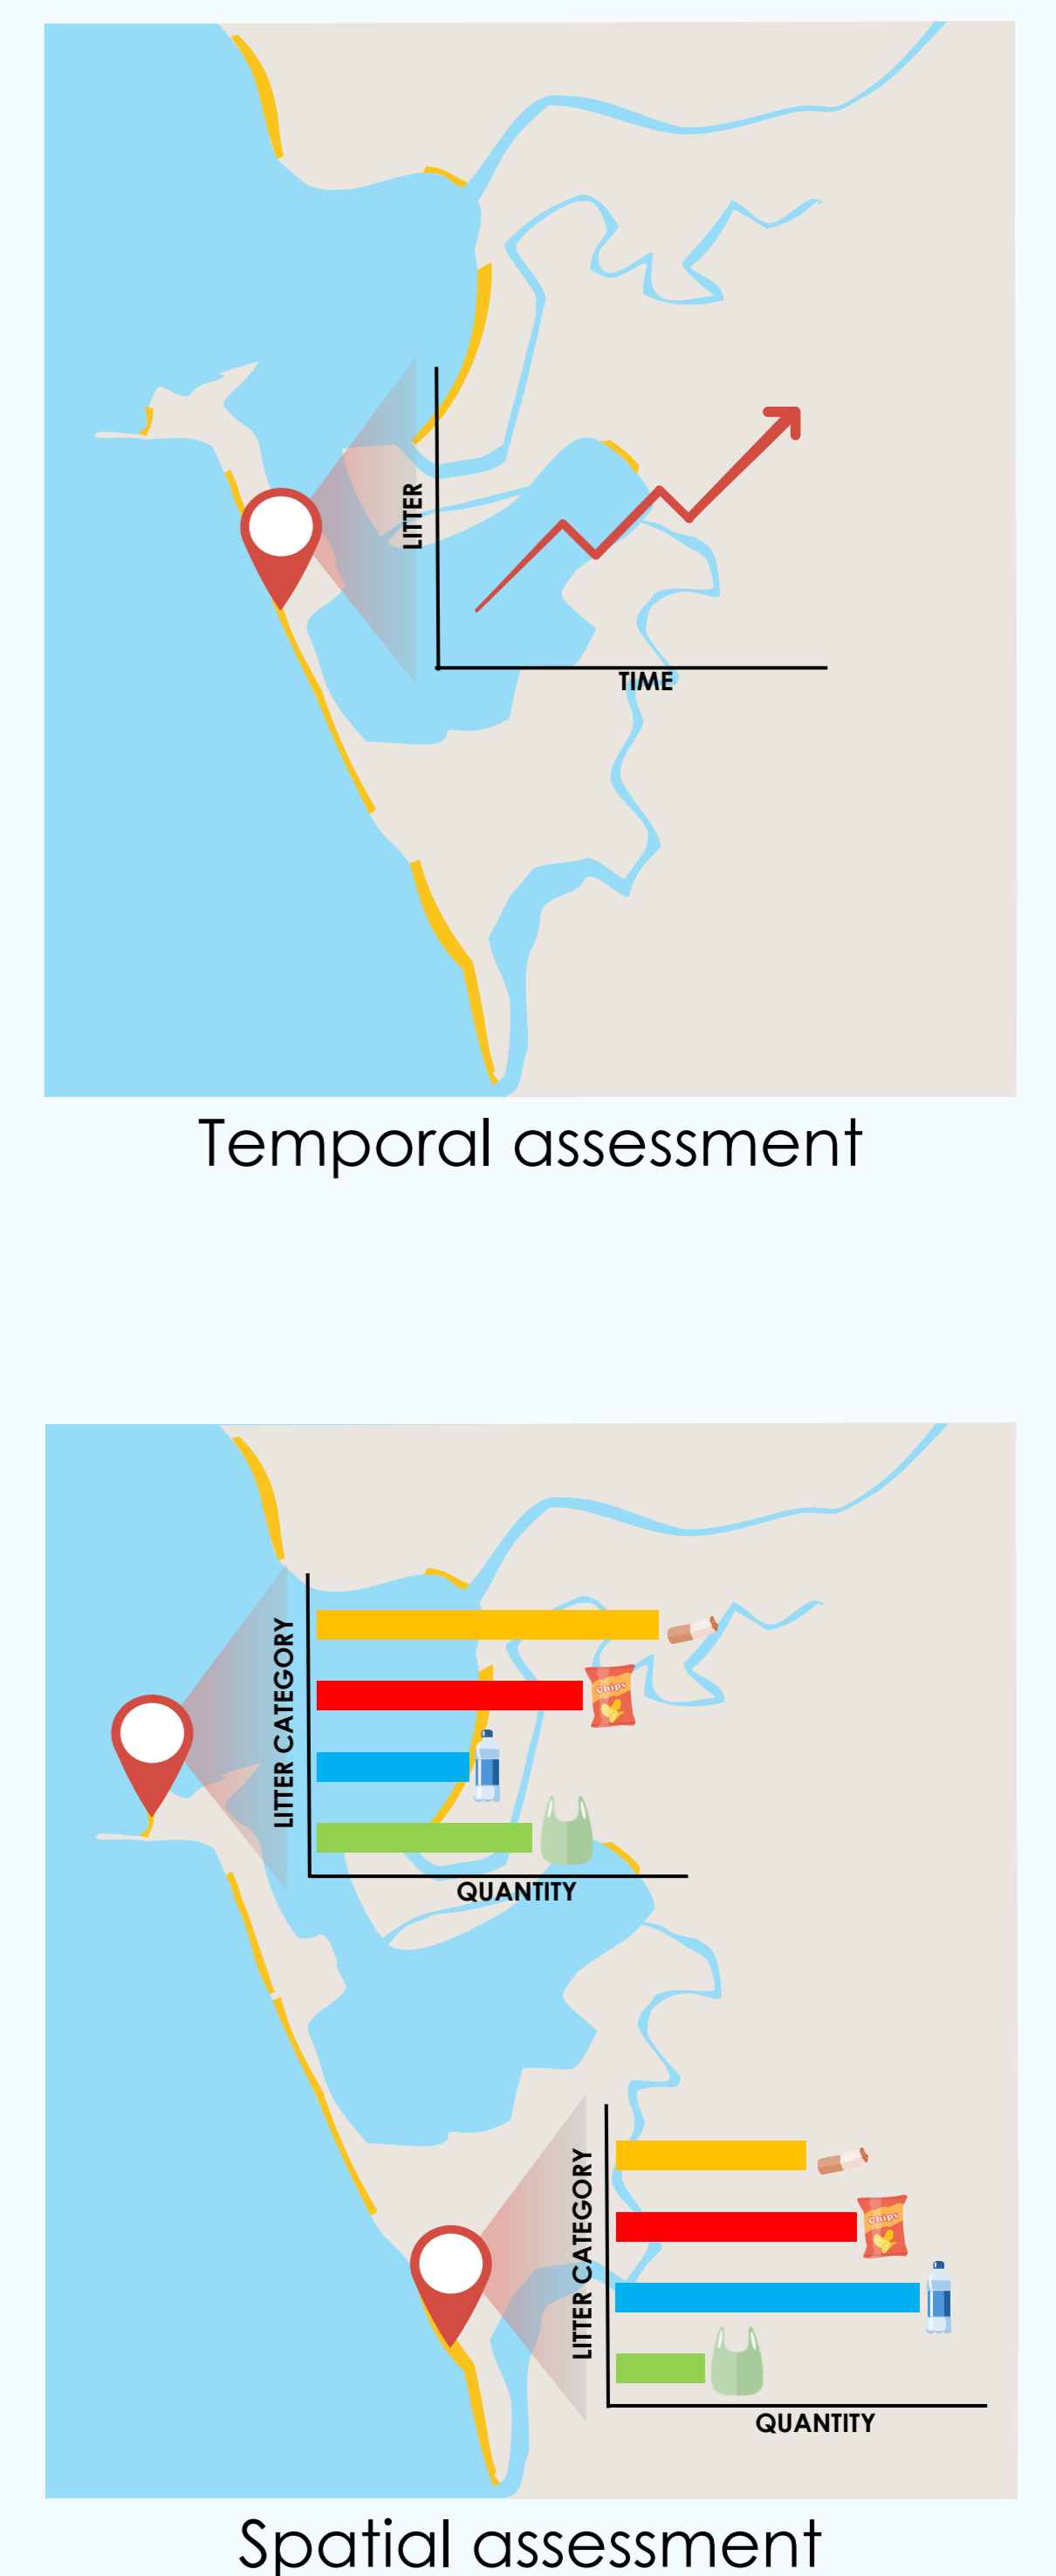 LITTER
TIME
Temporal assessment
LITTER CATEGORY
Chips
QUANTITY
LITTER CATEGORY
Chips
QUANTITY
Spatial assessment